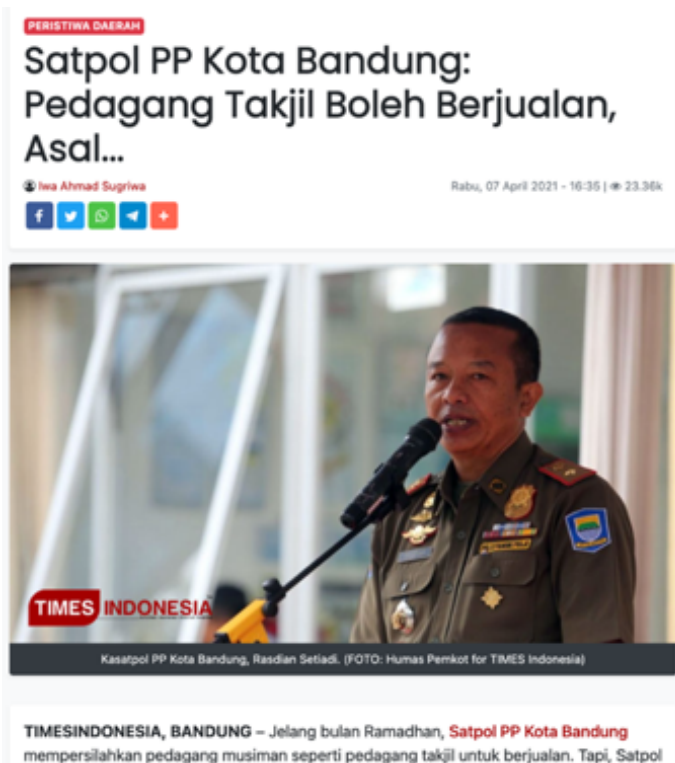 PERISTIWA DAERAH
Satpol PP Kota Bandung:
Pedagang Takjil Boleh Berjualan,
Asal...
Iwa Ahmad Sugriwa
Rabu, 07 April 2021 - 16:35 | 23.36k
TIMES INDONESIA
Kasatpol PP Kota Bandung, Rasdian Setiadi. (FOTO: Humas Pemkot for TIMES Indonesia)
TIMESINDONESIA, BANDUNG – Jelang bulan Ramadhan, Satpol PP Kota Bandung
mempersilahkan pedagang musiman seperti pedagang takjil untuk berjualan. Tapi, Satpol